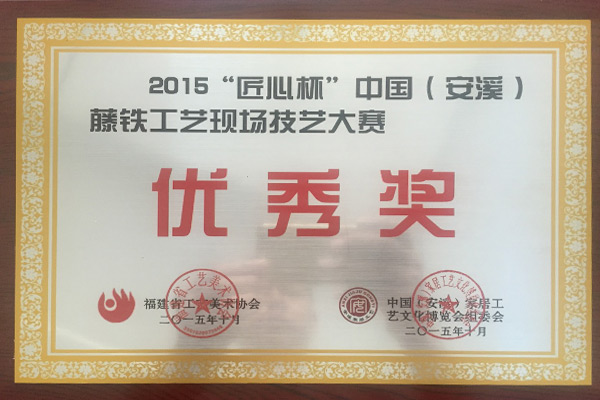 2015“匠心杯”中国（安溪）
藤铁工艺现场技艺大赛
优秀奖
福建省工艺美术协会
二〇一五年十月
中国（安溪）家居工
艺文化博览会组委会
二〇一五年十月